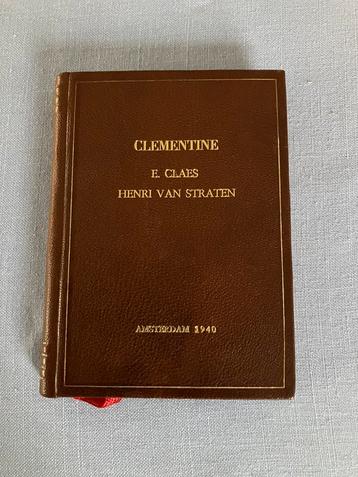 CLEMENTINE
E. CLAES
HENRI VAN STRATEN
AMSTERDAM 1940